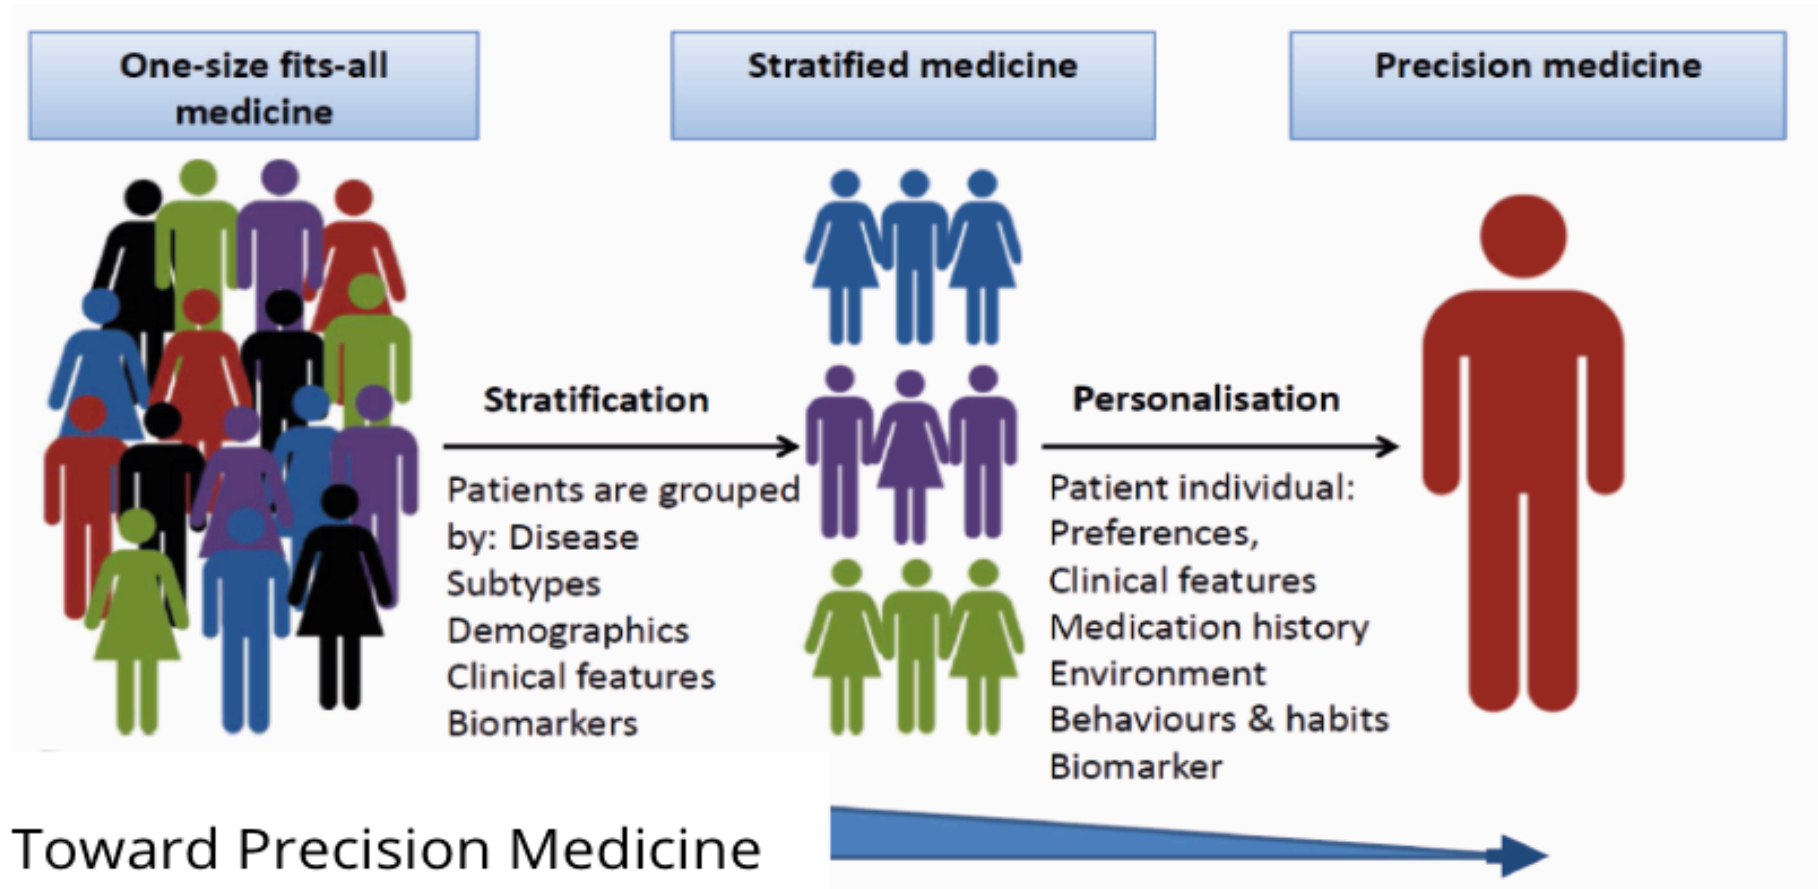 One-size fits-all
medicine
Stratified medicine
Precision medicine
Stratification
Patients are grouped
by: Disease
Subtypes
Demographics
Clinical features
Biomarkers
Personalisation
Patient individual:
Preferences,
Clinical features
Medication history
Environment
Behaviours & habits
Biomarker
Toward Precision Medicine